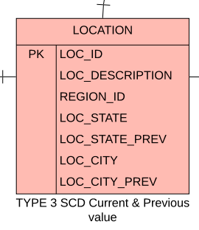 LOCATION
PK LOC_ID
LOC_DESCRIPTION
REGION_ID
LOC_STATE
LOC_STATE_PREV
LOC_CITY
LOC_CITY_PREV
TYPE 3 SCD Current & Previous
value